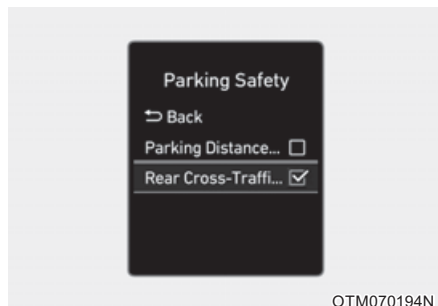 Parking Safety
⮌ Back
Parking Distance...
Rear Cross-Traffi...
OTM070194N